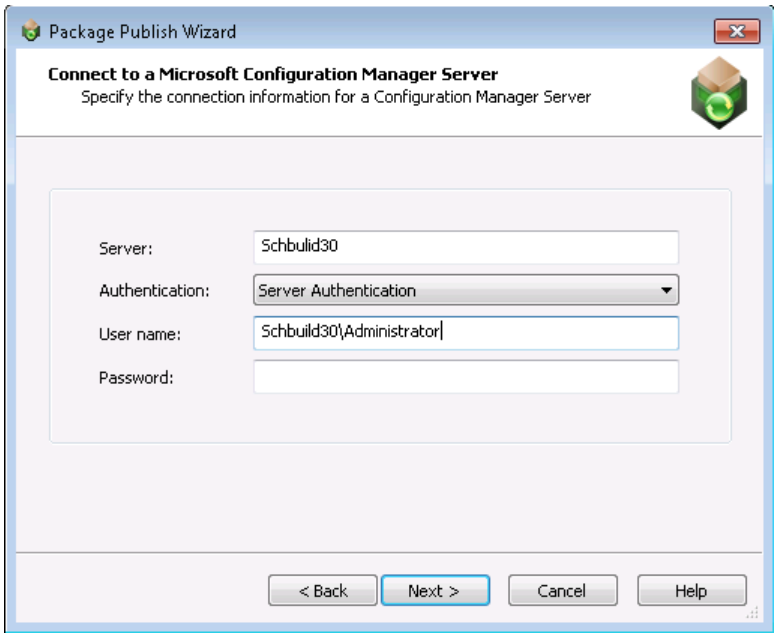 Package Publish Wizard
Connect to a Microsoft Configuration Manager Server
Specify the connection information for a Configuration Manager Server
Server: Schbulid30
Authentication: Server Authentication
User name: Schbuild30\Administrator
Password:
< Back Next > Cancel Help